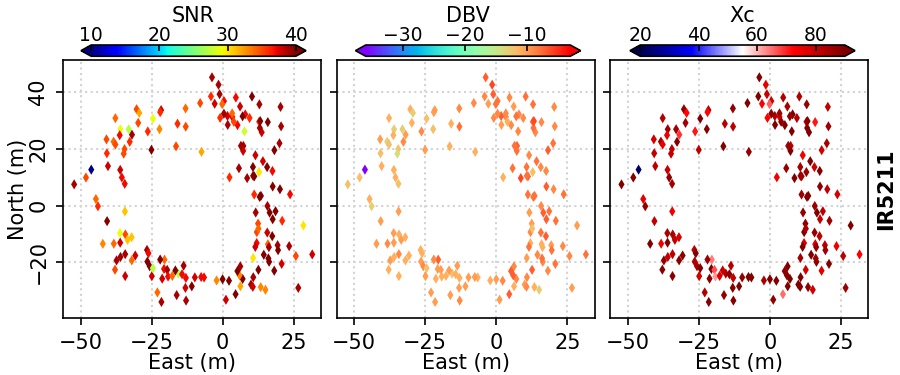 SNR DBV Xc
10 20 30 40 −30 −20 −10 20 40 60 80
40
20
0
−20
North (m)
IR5211
−50 −25 0 25 −50 −25 0 25 −50 −25 0 25
East (m) East (m) East (m)